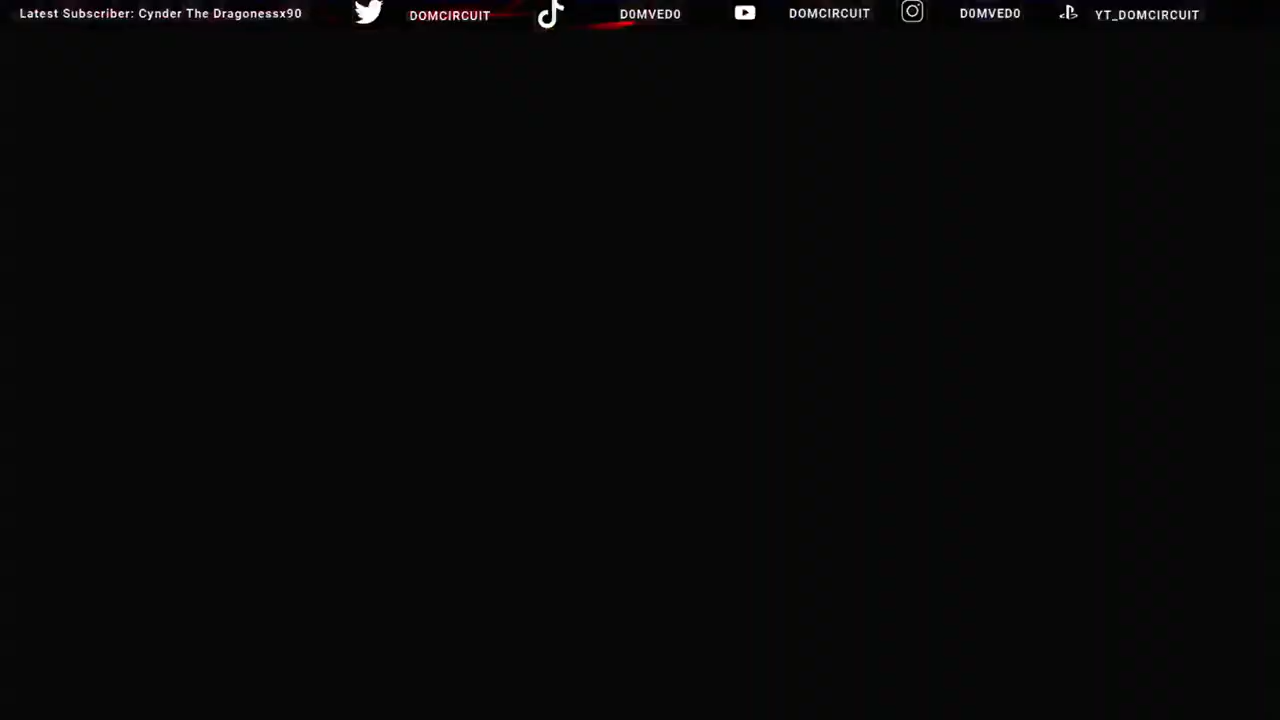 Latest Subscriber: Cynder The Dragonessx90 DOMCIRCUIT D0MVED0 DOMCIRCUIT D0MVED0 YT_DOMCIRCUIT